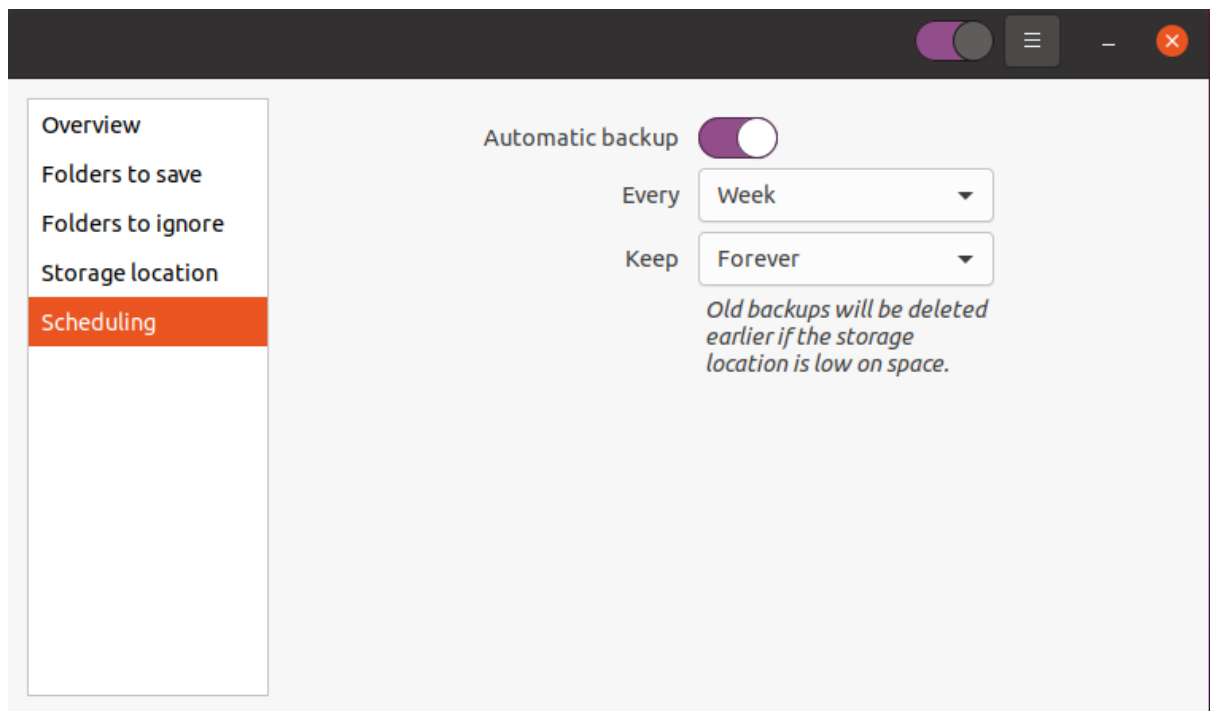 Overview
Folders to save
Folders to ignore
Storage location
Scheduling
Automatic backup
Every Week
Keep Forever
Old backups will be deleted
earlier if the storage
location is low on space.